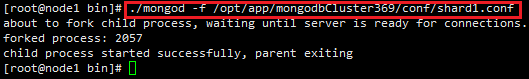 [root@node1 bin]# ./mongod -f /opt/app/mongodbCluster369/conf/shard1.conf
about to fork child process, waiting until server is ready for connections.
forked process: 2057
child process started successfully, parent exiting
[root@node1 bin]#